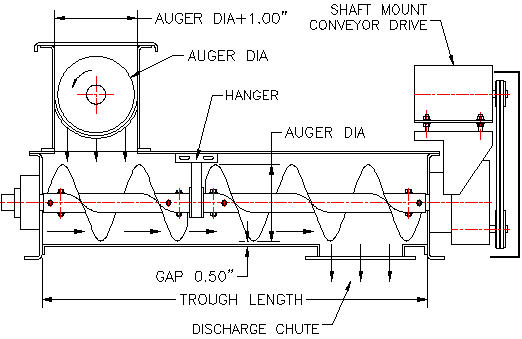 SHAFT MOUNT
CONVEYOR DRIVE
AUGER DIA+1.00"
AUGER DIA
HANGER
AUGER DIA
GAP 0.50"
TROUGH LENGTH
DISCHARGE CHUTE